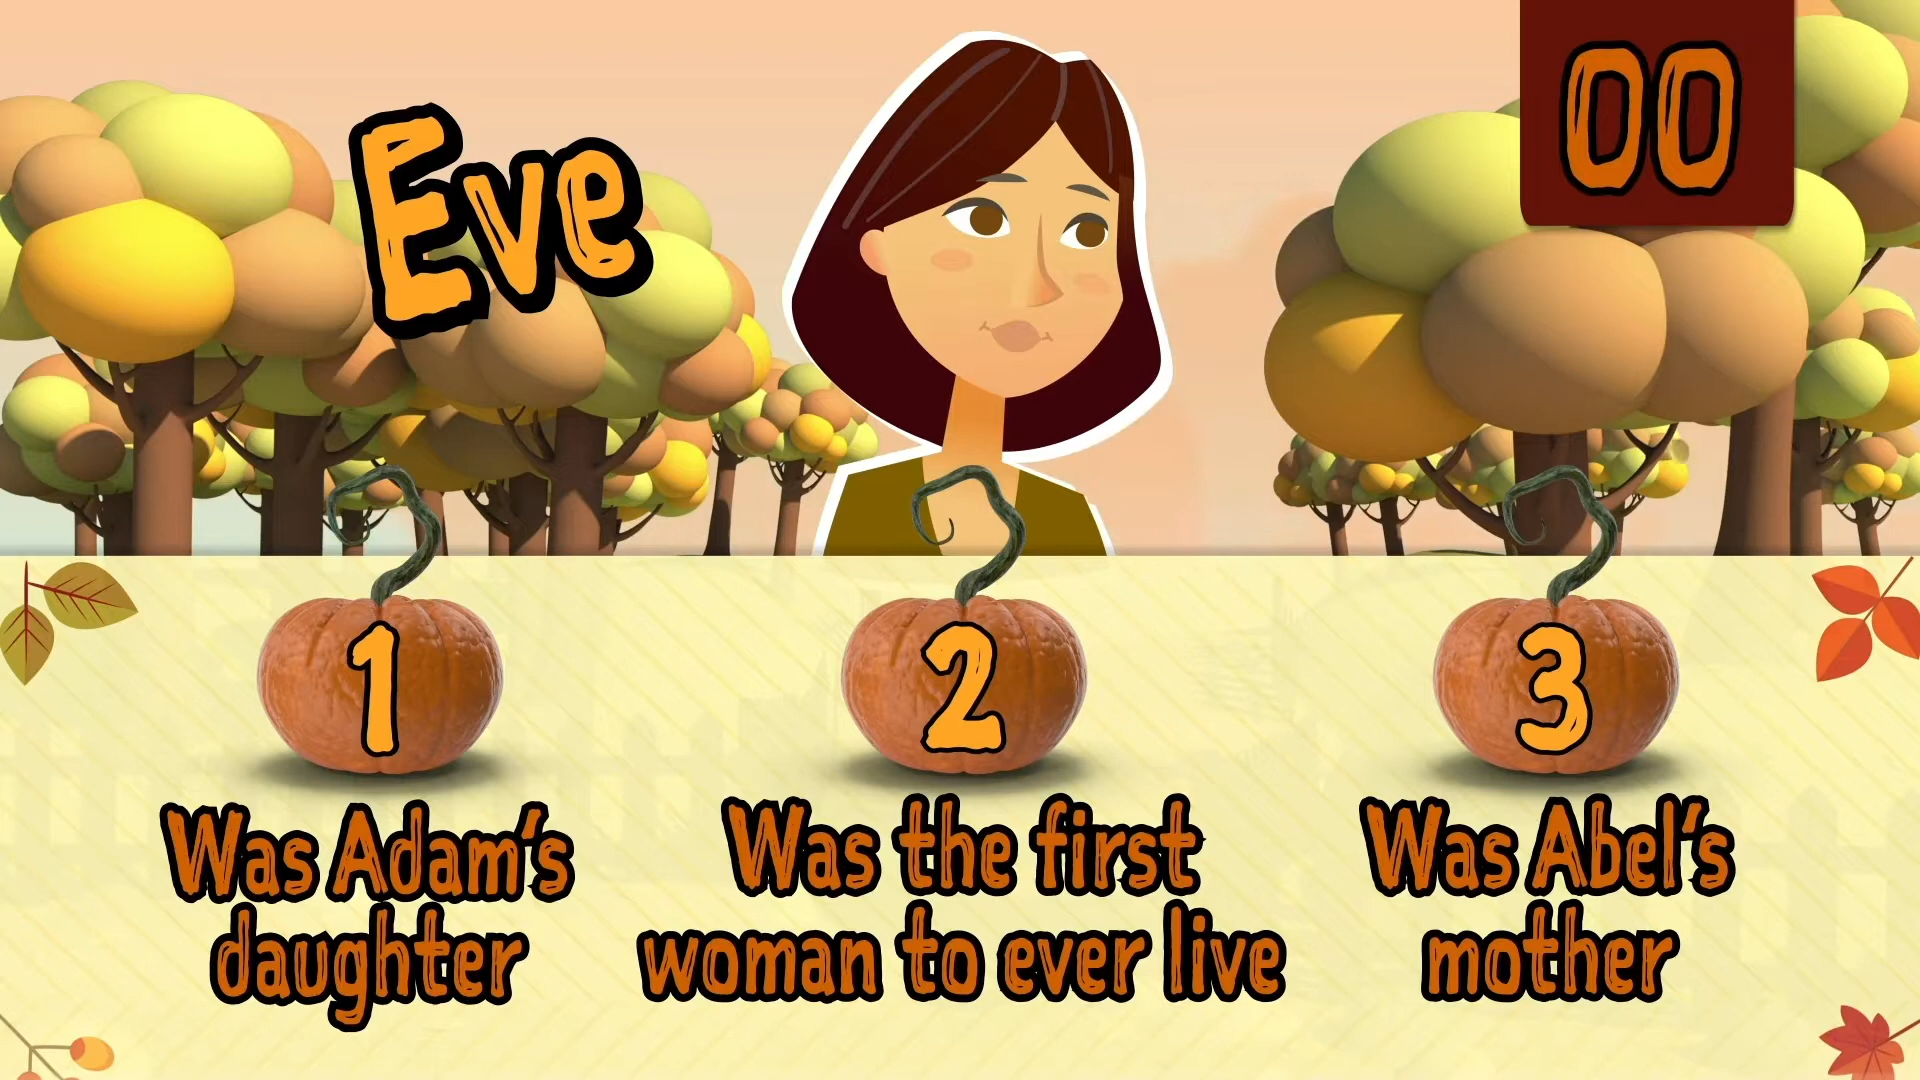 Eve
00
1
2
3
Was Adam's
daughter
Was the first
woman to ever live
Was Abel's
mother